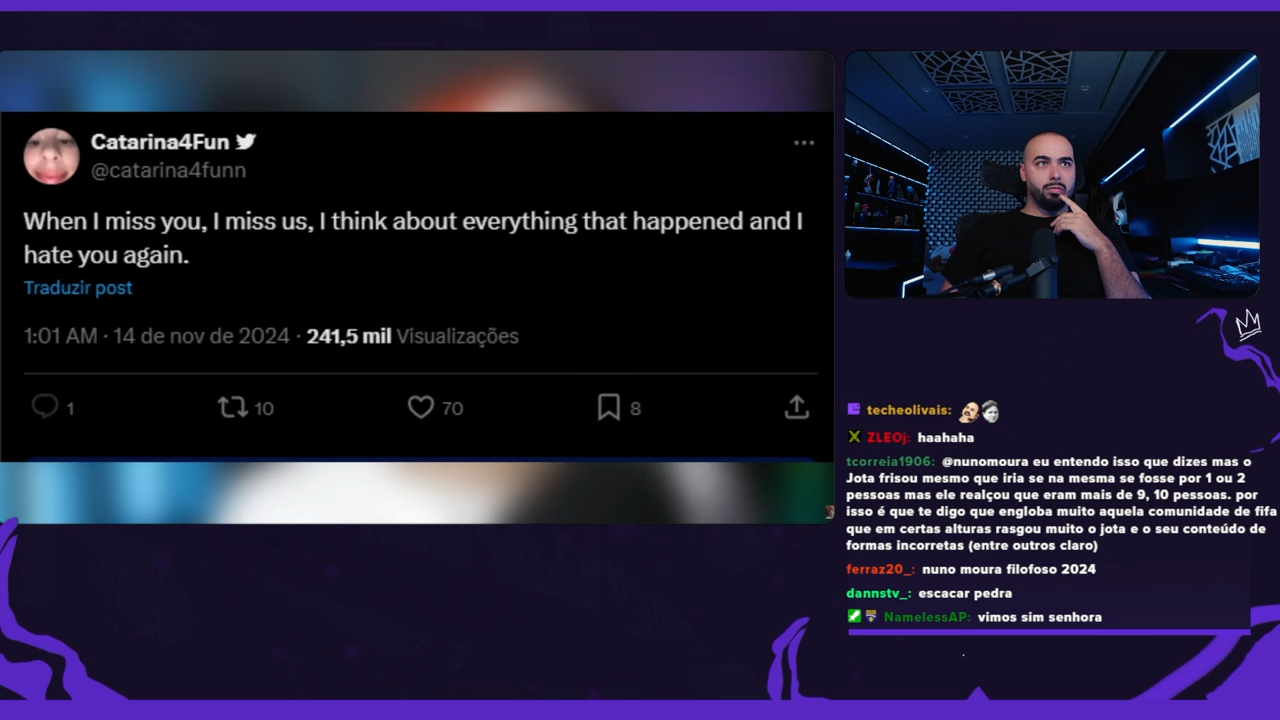 Catarina4Fun
@catarina4funn
When I miss you, I miss us, I think about everything that happened and I
hate you again.
Traduzir post
1:01 AM · 14 de nov de 2024 · 241,5 mil Visualizações
1 10 70 8
techeolivais:
ZLEOj: haahaha
tcorreia1906: @nunomoura eu entendo isso que dizes mas o
Jota frisou mesmo que iria se na mesma se fosse por 1 ou 2
pessoas mas ele realçou que eram mais de 9, 10 pessoas. por
isso é que te digo que engloba muito aquela comunidade de fifa
que em certas alturas rasgou muito o jota e o seu conteúdo de
formas incorretas (entre outros claro)
ferraz20_: nuno moura filofoso 2024
dannstv_: escacar pedra
NamelessAP: vimos sim senhora